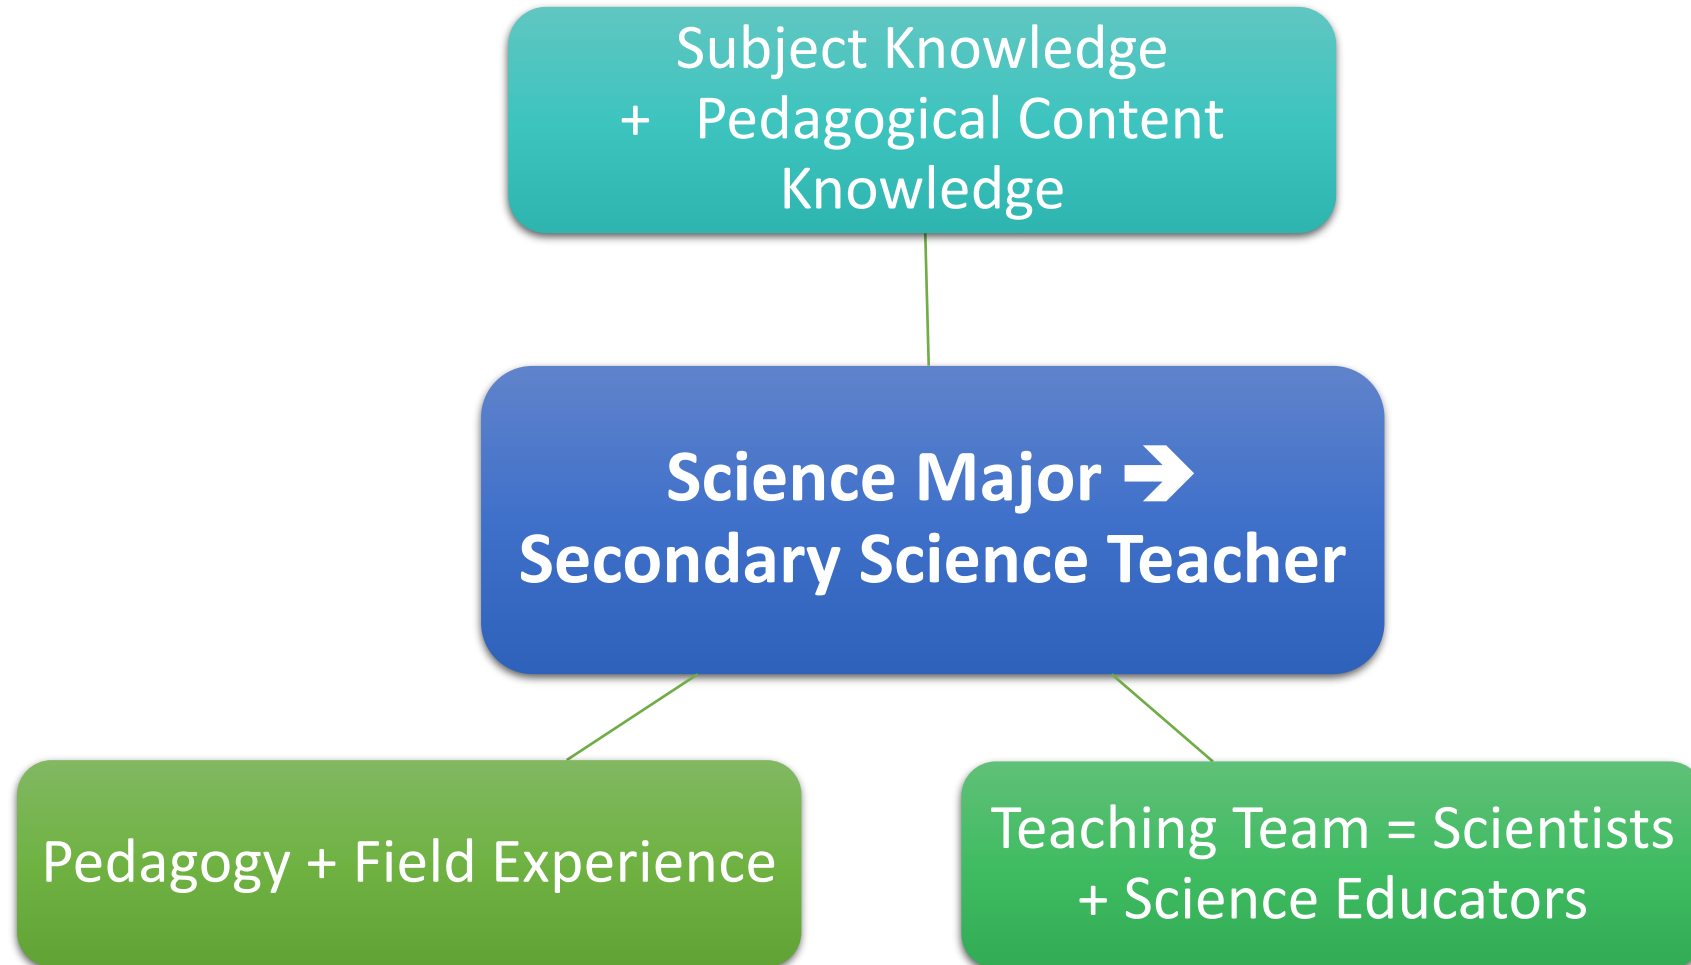 Subject Knowledge
+ Pedagogical Content
Knowledge
Science Major ➔
Secondary Science Teacher
Pedagogy + Field Experience
Teaching Team = Scientists
+ Science Educators